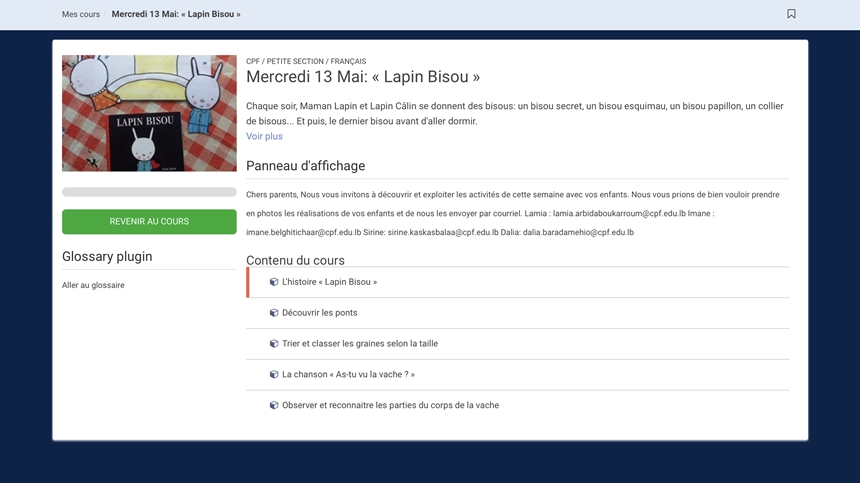 Mes cours / Mercredi 13 Mai: « Lapin Bisou »
LAPIN BISOU
REVENIR AU COURS
Glossary plugin
Aller au glossaire
CPF / PETITE SECTION / FRANÇAIS
Mercredi 13 Mai: « Lapin Bisou »
Chaque soir, Maman Lapin et Lapin Câlin se donnent des bisous: un bisou secret, un bisou esquimau, un bisou papillon, un collier
de bisous... Et puis, le dernier bisou avant d'aller dormir.
Voir plus
Panneau d'affichage
Chers parents, Nous vous invitons à découvrir et exploiter les activités de cette semaine avec vos enfants. Nous vous prions de bien vouloir prendre
en photos les réalisations de vos enfants et de nous les envoyer par courriel. Lamia : lamia.arbidaboukarroum@cpf.edu.lb Imane :
imane.belghitichaar@cpf.edu.lb Sirine: sirine.kaskasbalaa@cpf.edu.lb Dalia: dalia.baradamehio@cpf.edu.lb
Contenu du cours
L'histoire « Lapin Bisou »
Découvrir les ponts
Trier et classer les graines selon la taille
La chanson « As-tu vu la vache ? »
Observer et reconnaitre les parties du corps de la vache